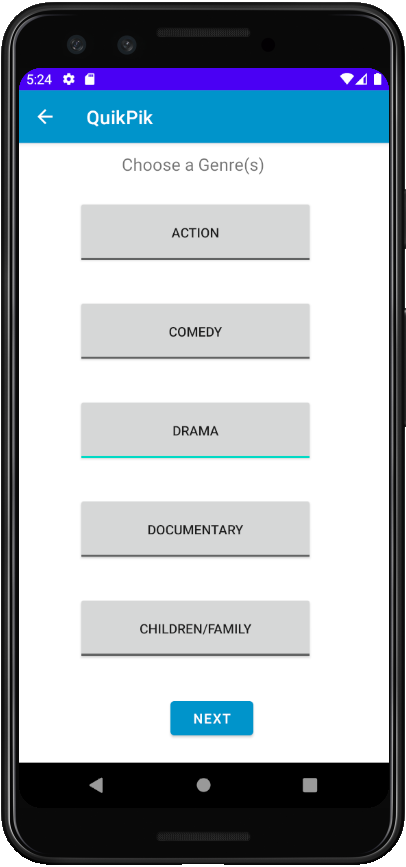 5:24
QuikPik
Choose a Genre(s)
ACTION
COMEDY
DRAMA
DOCUMENTARY
CHILDREN/FAMILY
NEXT